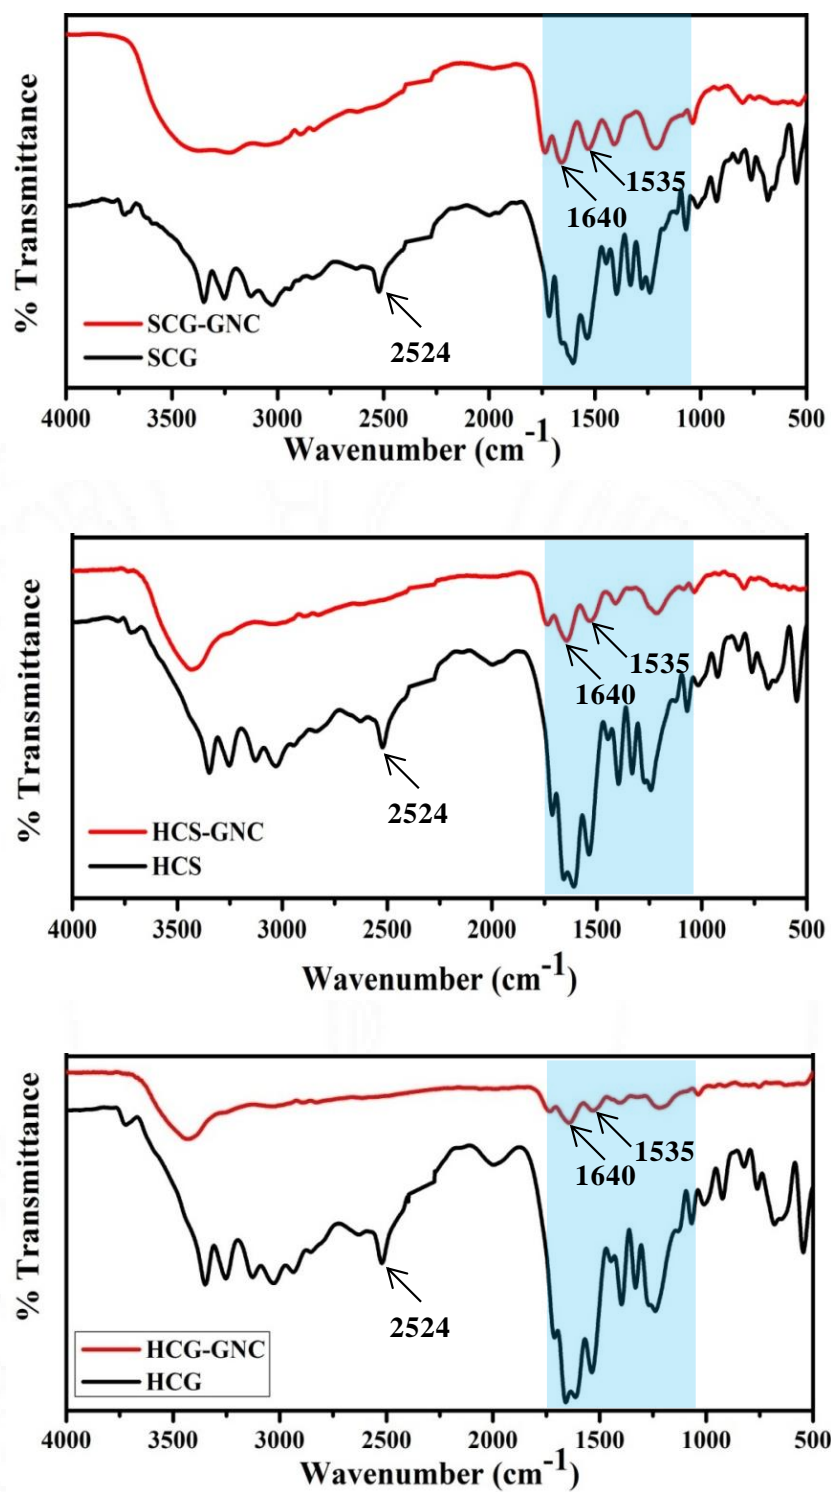 % Transmittance
1535
1640
SCG-GNC
SCG
2524
4000 3500 3000 2500 2000 1500 1000 500
Wavenumber (cm-1)
% Transmittance
1535
1640
2524
HCS-GNC
HCS
4000 3500 3000 2500 2000 1500 1000 500
Wavenumber (cm-1)
% Transmittance
1535
1640
2524
HCG-GNC
HCG
4000 3500 3000 2500 2000 1500 1000 500
Wavenumber (cm-1)